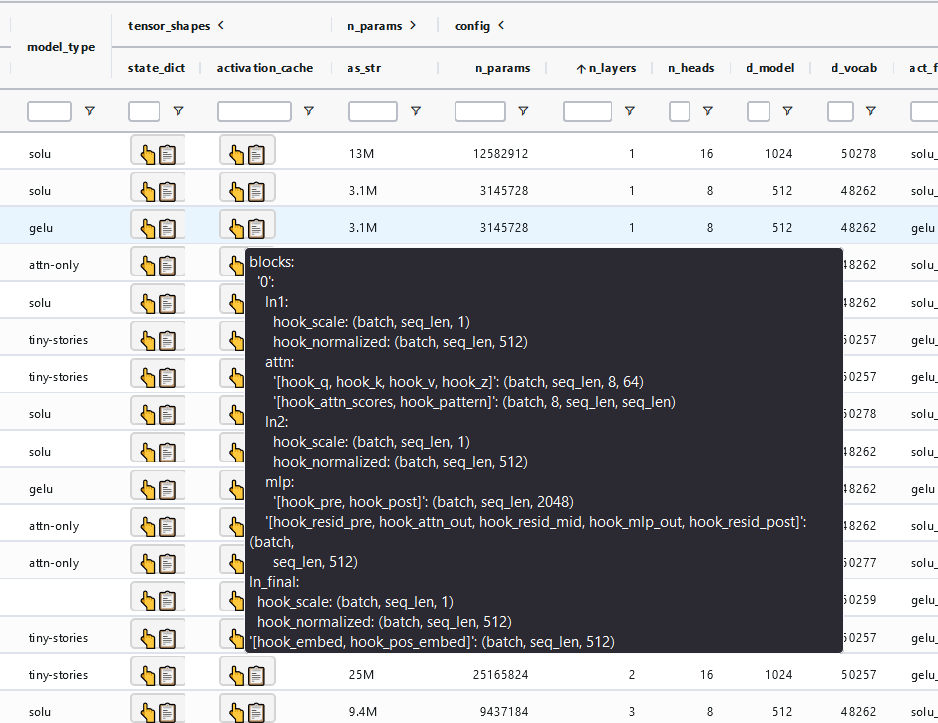 tensor_shapes < n_params > config <
model_type
state_dict activation_cache as_str n_params ↑ n_layers n_heads d_model d_vocab act_f
solu 13M 12582912 1 16 1024 50278 solu_
solu 3.1M 3145728 1 8 512 48262 solu_
gelu 3.1M 3145728 1 8 512 48262 gelu
attn-only 48262 solu_
solu 48262 solu_
tiny-stories 50257 gelu_
tiny-stories 50257 gelu_
solu 50278 solu_
solu 48262 solu_
gelu 48262 gelu
attn-only 48262 solu_
attn-only 50277 solu_
50259 gelu_
tiny-stories 50257 gelu_
blocks:
'0':
ln1:
hook_scale: (batch, seq_len, 1)
hook_normalized: (batch, seq_len, 512)
attn:
'[hook_q, hook_k, hook_v, hook_z]': (batch, seq_len, 8, 64)
'[hook_attn_scores, hook_pattern]': (batch, 8, seq_len, seq_len)
ln2:
hook_scale: (batch, seq_len, 1)
hook_normalized: (batch, seq_len, 512)
mlp:
'[hook_pre, hook_post]': (batch, seq_len, 2048)
'[hook_resid_pre, hook_attn_out, hook_resid_mid, hook_mlp_out, hook_resid_post]':
(batch,
seq_len, 512)
ln_final:
hook_scale: (batch, seq_len, 1)
hook_normalized: (batch, seq_len, 512)
'[hook_embed, hook_pos_embed]': (batch, seq_len, 512)
tiny-stories 25M 25165824 2 16 1024 50257 gelu_
solu 9.4M 9437184 3 8 512 48262 solu_